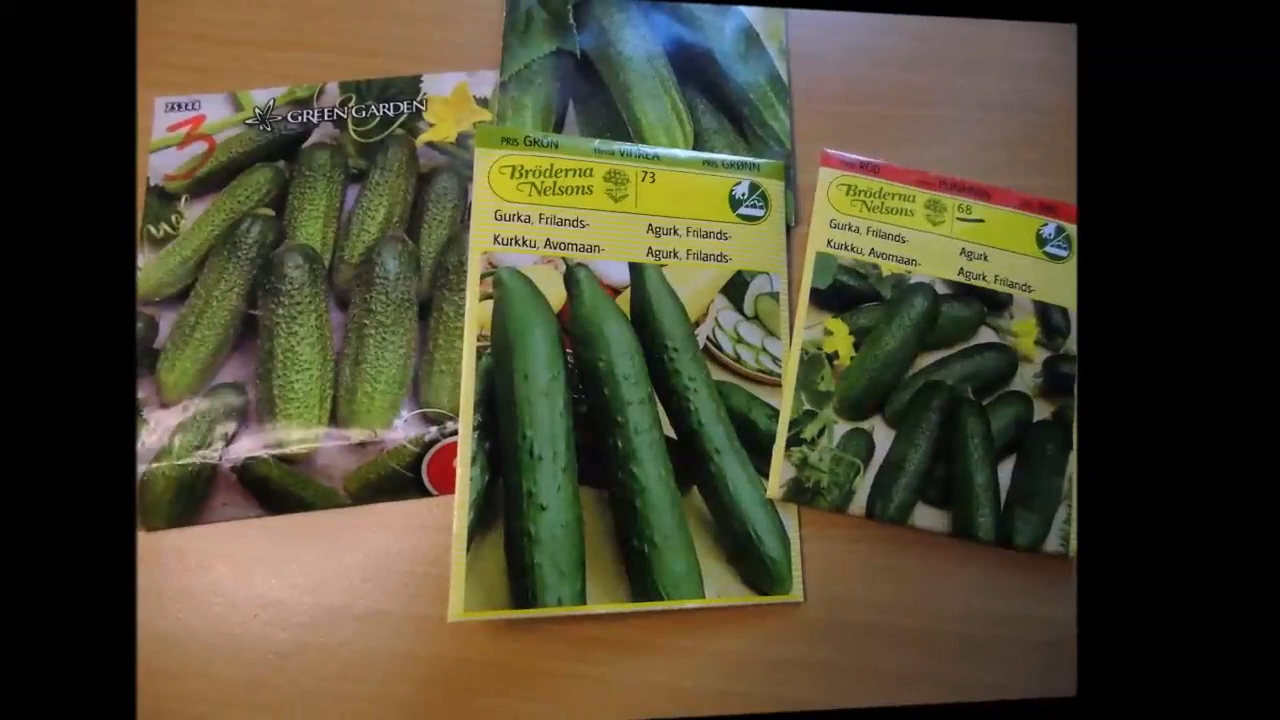 75344
3
GREEN GARDEN
PRIS GRÖN
Hinta VIHREÄ
PRIS GRØNN
Bröderna
Nelsons
73
Gurka, Frilands-
Agurk, Frilands-
Kurkku, Avomaan-
Agurk, Frilands-
RÖD
PUNAINEN
Bröderna
Nelsons
68
Gurka, Frilands-
Agurk
Kurkku, Avomaan-
Agurk, Frilands-